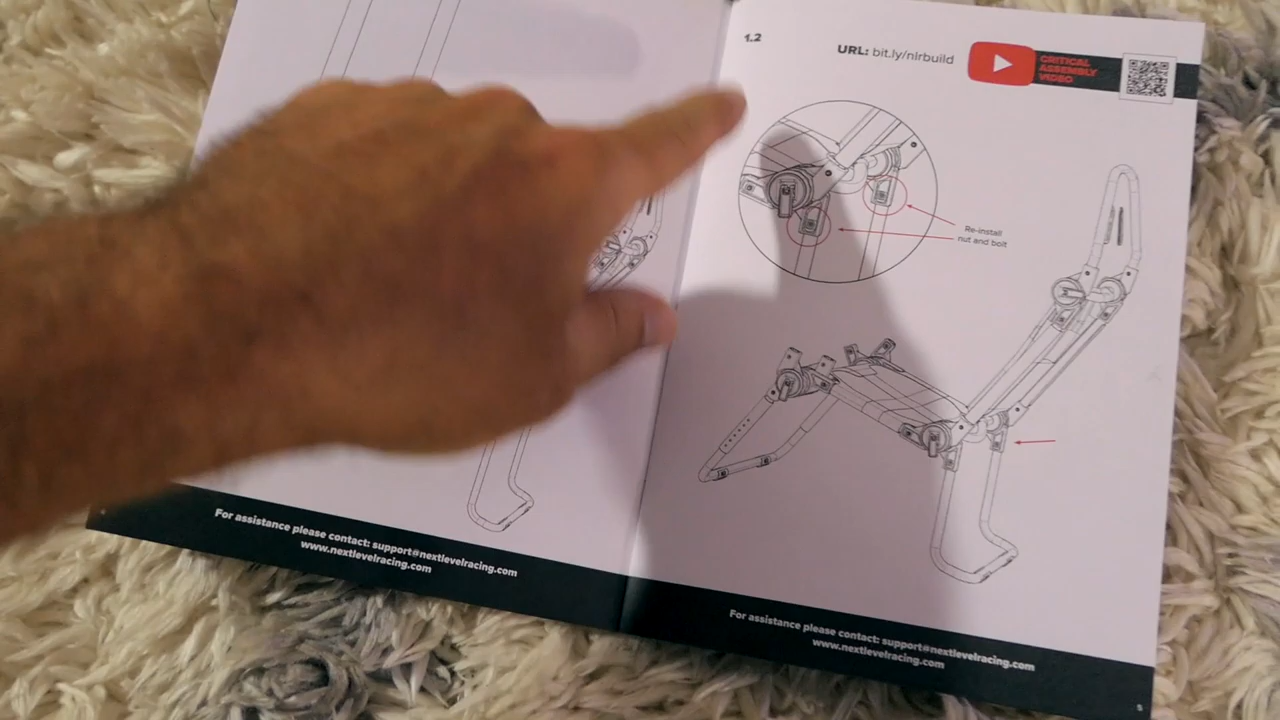 For assistance please contact: support@nextlevelracing.com
www.nextlevelracing.com
1.2
URL: bit.ly/nlrbuild
CRITICAL
ASSEMBLY
VIDEO
Re-install
nut and bolt
For assistance please contact: support@nextlevelracing.com
www.nextlevelracing.com
5